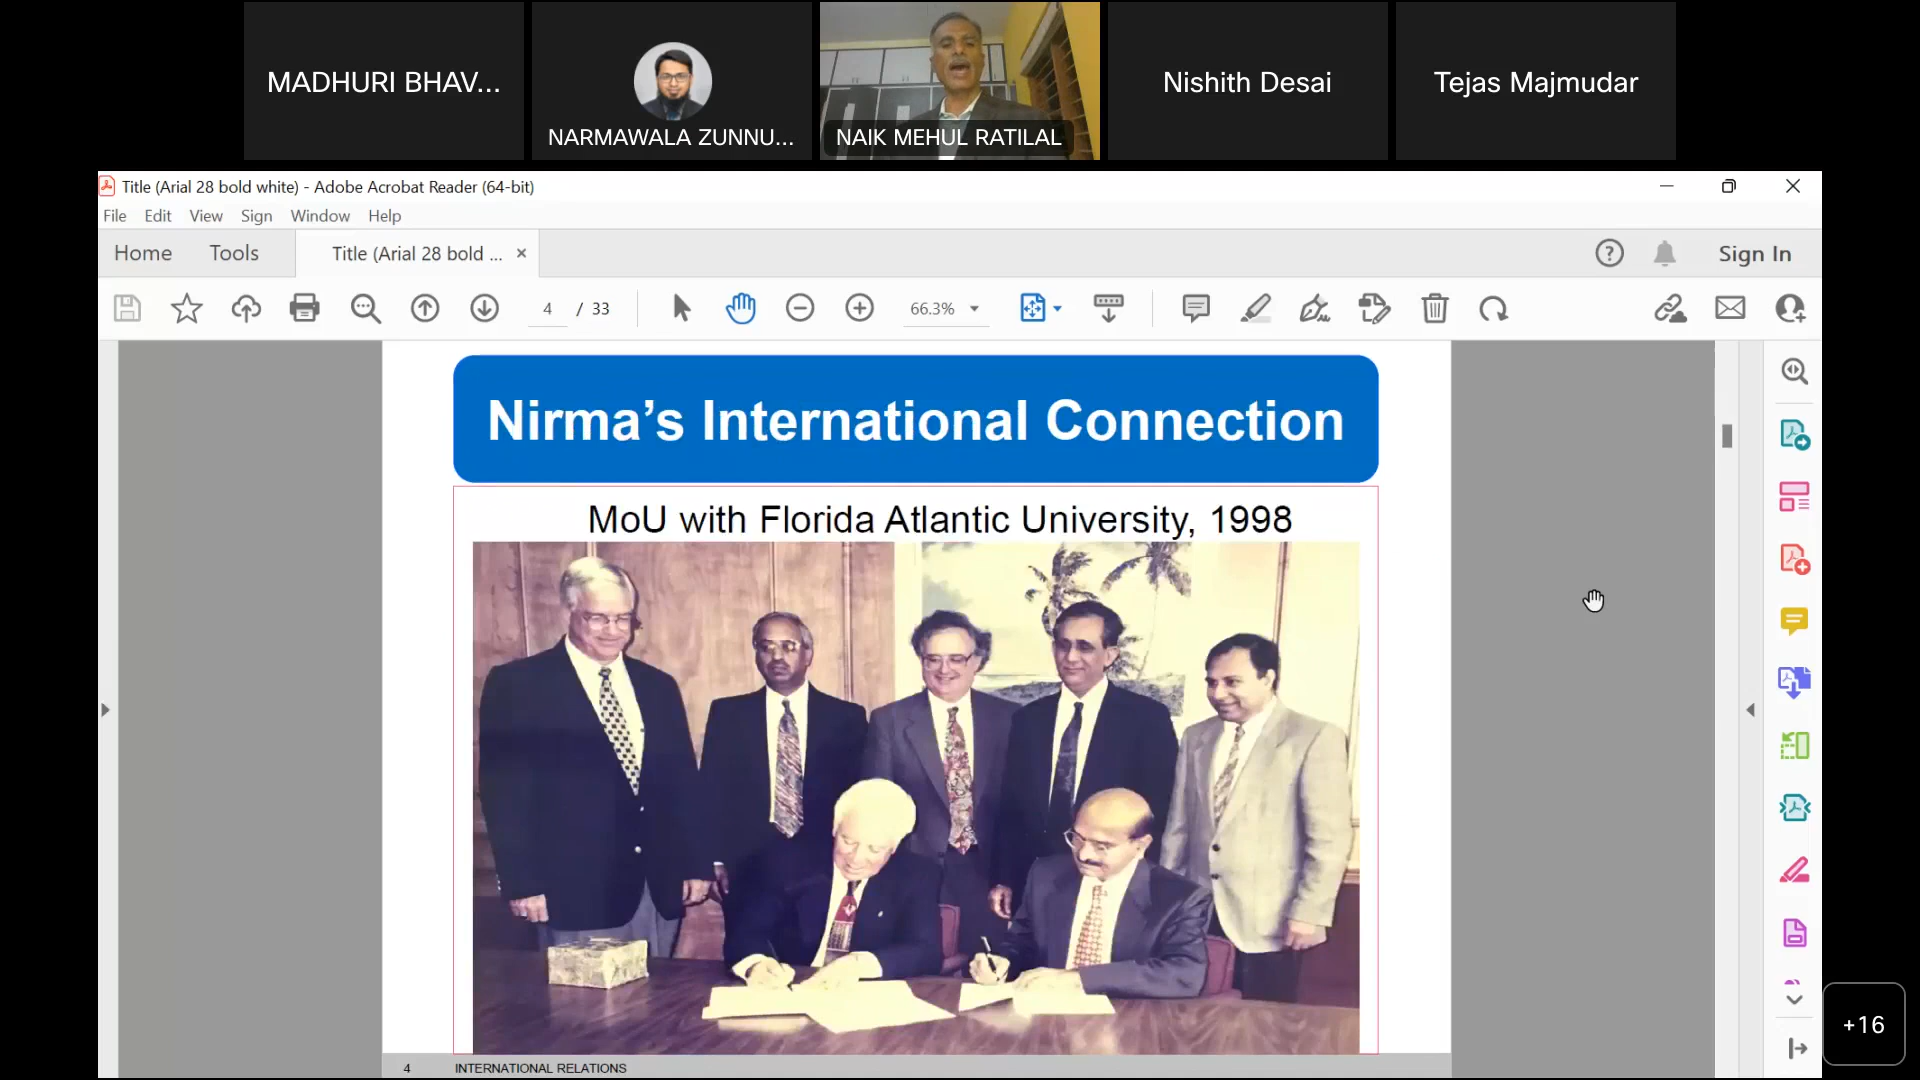 MADHURI BHAV...
NARMAWALA ZUNNU...
NAIK MEHUL RATILAL
Nishith Desai
Tejas Majmudar
Title (Arial 28 bold white) - Adobe Acrobat Reader (64-bit)
File Edit View Sign Window Help
Home Tools Title (Arial 28 bold ... Sign In
4 / 33 66.3%
Nirma’s International Connection
MoU with Florida Atlantic University, 1998
4 INTERNATIONAL RELATIONS
+16